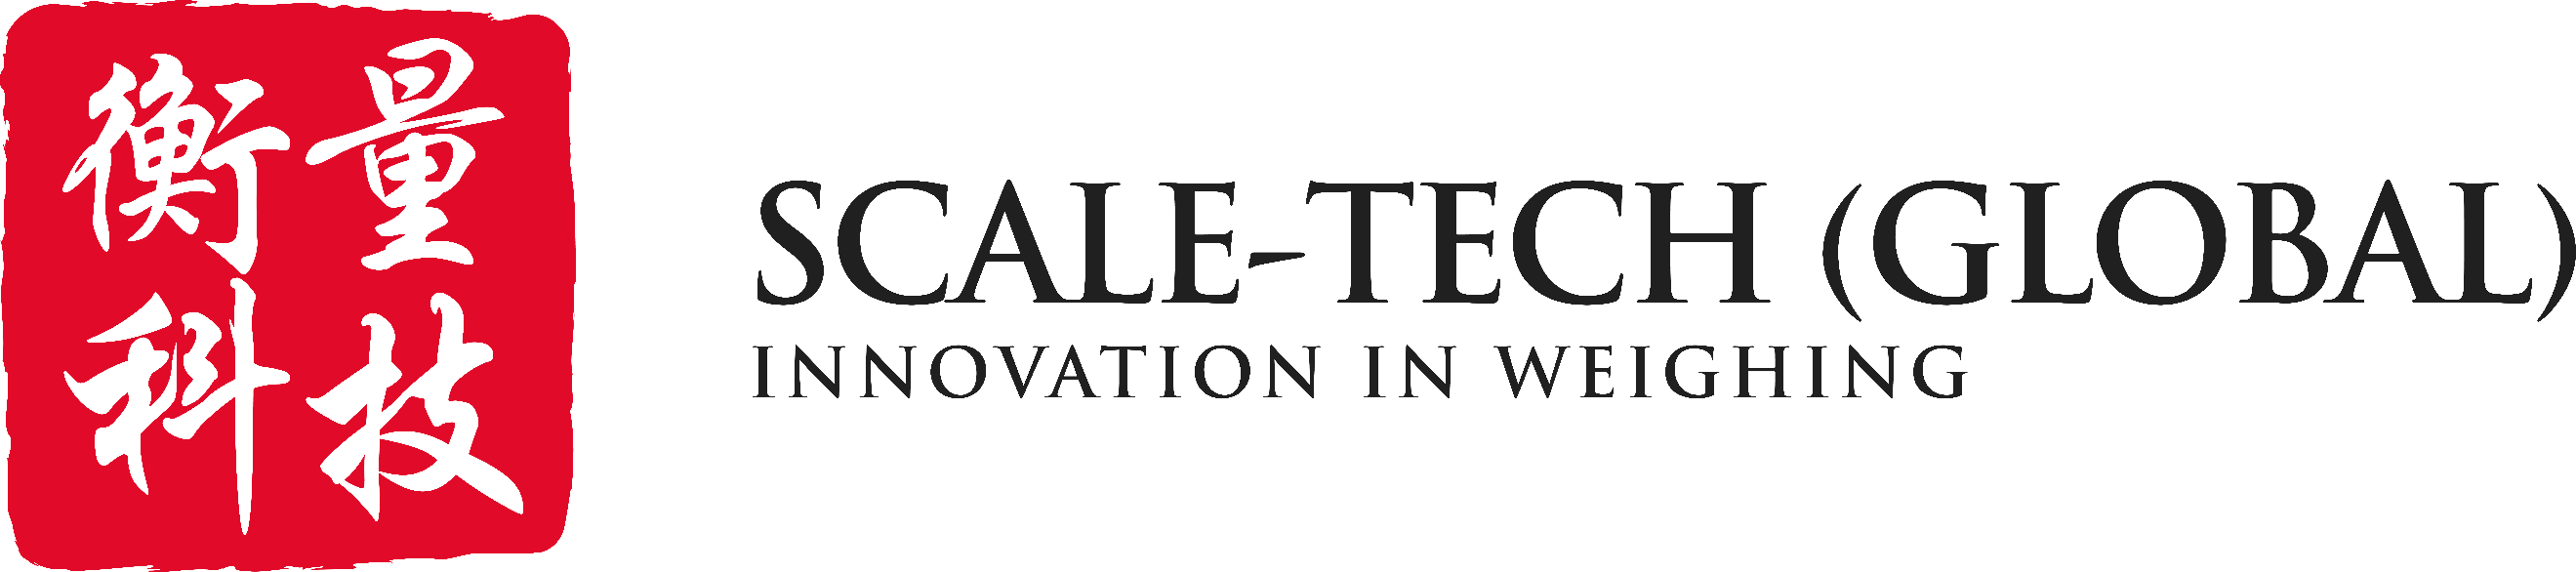 衡量
科技
SCALE-TECH (GLOBAL)
INNOVATION IN WEIGHING